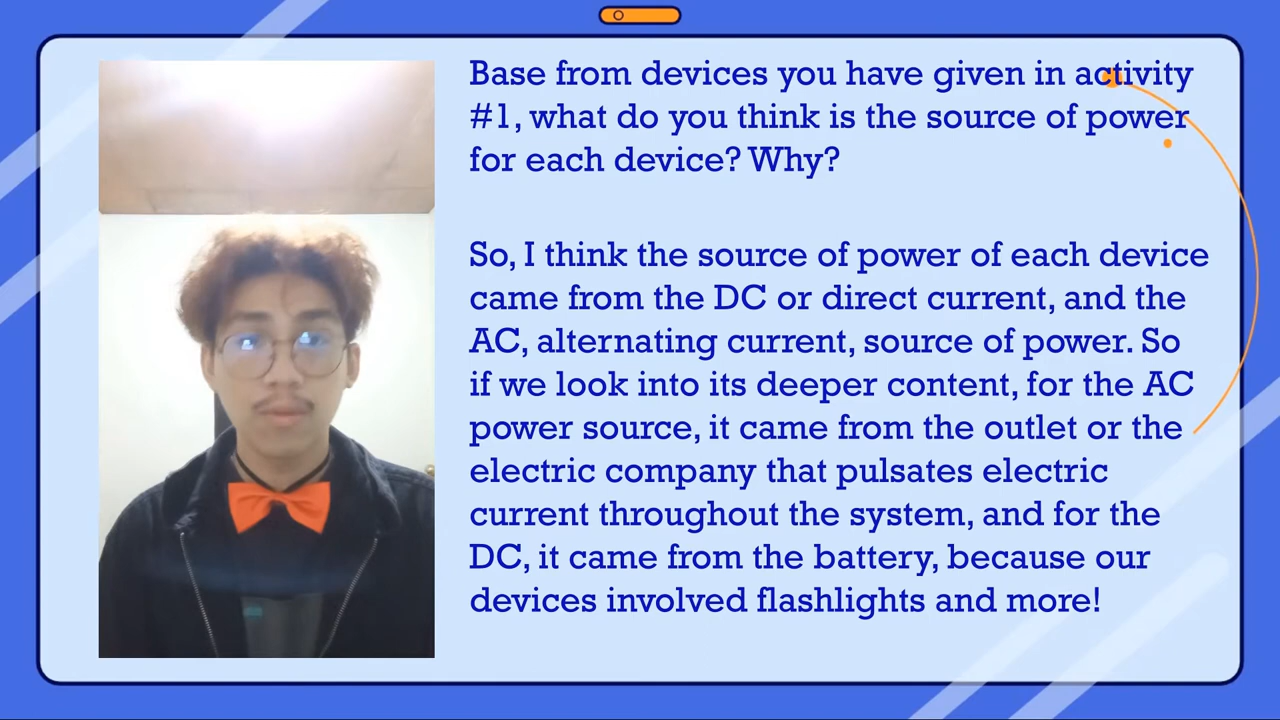 Base from devices you have given in activity
#1, what do you think is the source of power
for each device? Why?
So, I think the source of power of each device
came from the DC or direct current, and the
AC, alternating current, source of power. So
if we look into its deeper content, for the AC
power source, it came from the outlet or the
electric company that pulsates electric
current throughout the system, and for the
DC, it came from the battery, because our
devices involved flashlights and more!